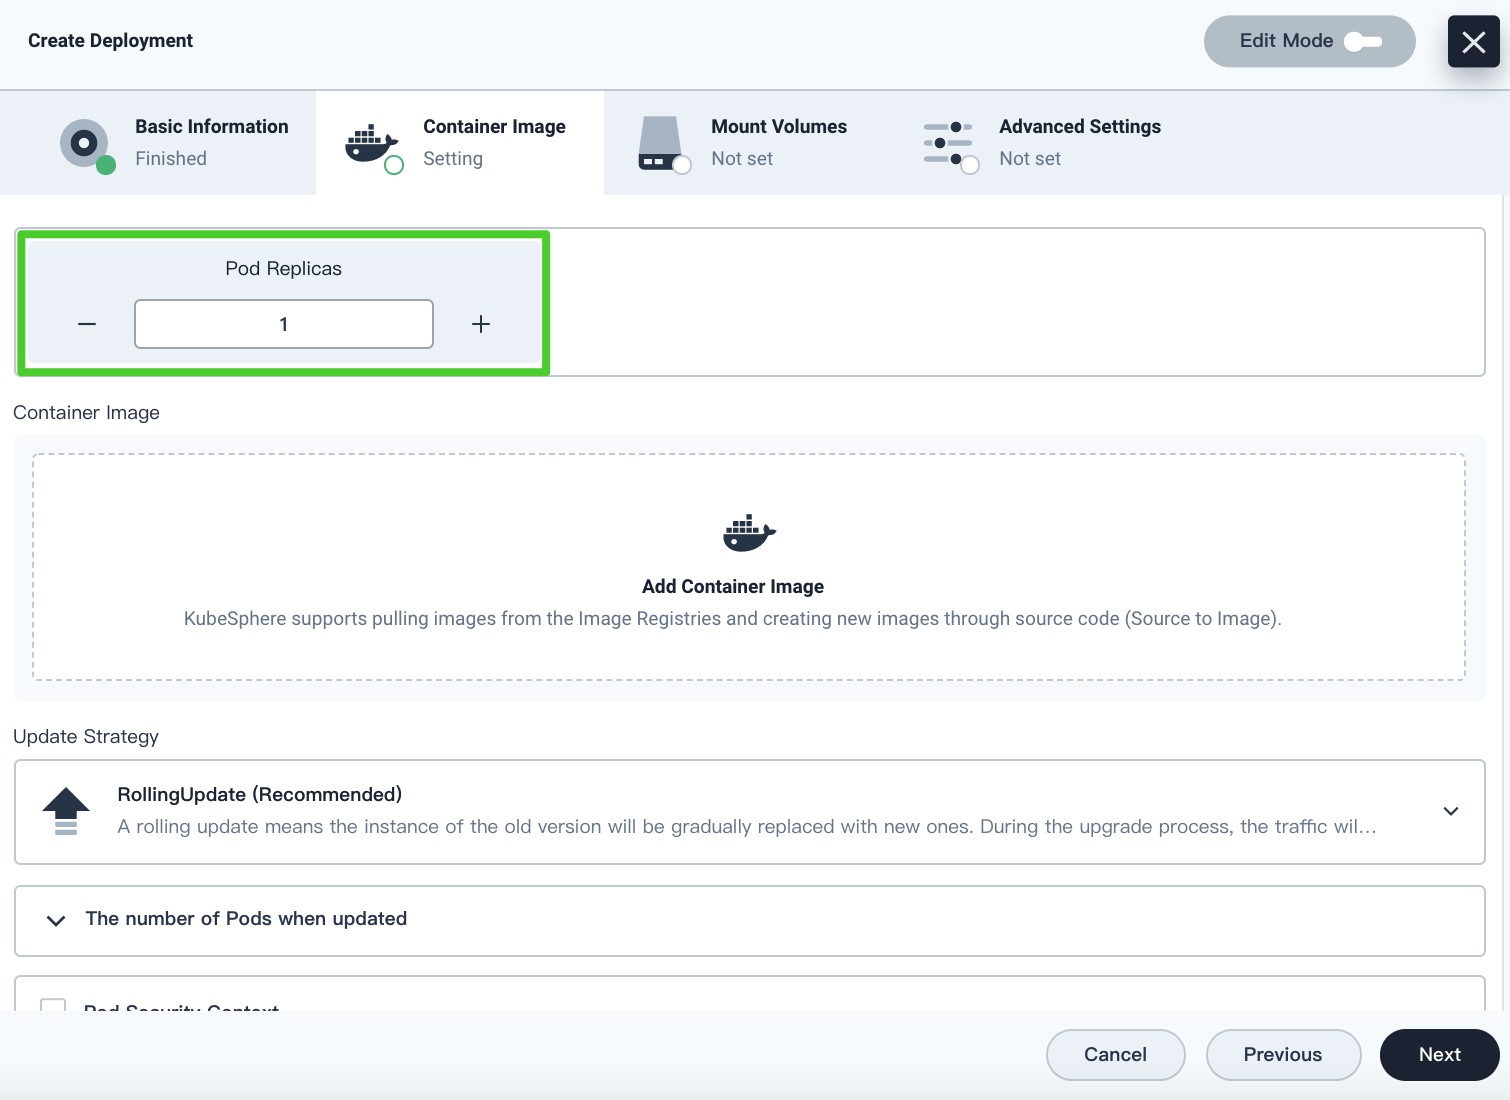 Create Deployment
Edit Mode
Basic Information
Finished
Container Image
Setting
Mount Volumes
Not set
Advanced Settings
Not set
Pod Replicas
1
Container Image
Add Container Image
KubeSphere supports pulling images from the Image Registries and creating new images through source code (Source to Image).
Update Strategy
RollingUpdate (Recommended)
A rolling update means the instance of the old version will be gradually replaced with new ones. During the upgrade process, the traffic wil...
The number of Pods when updated
Pod Security Context
Cancel
Previous
Next